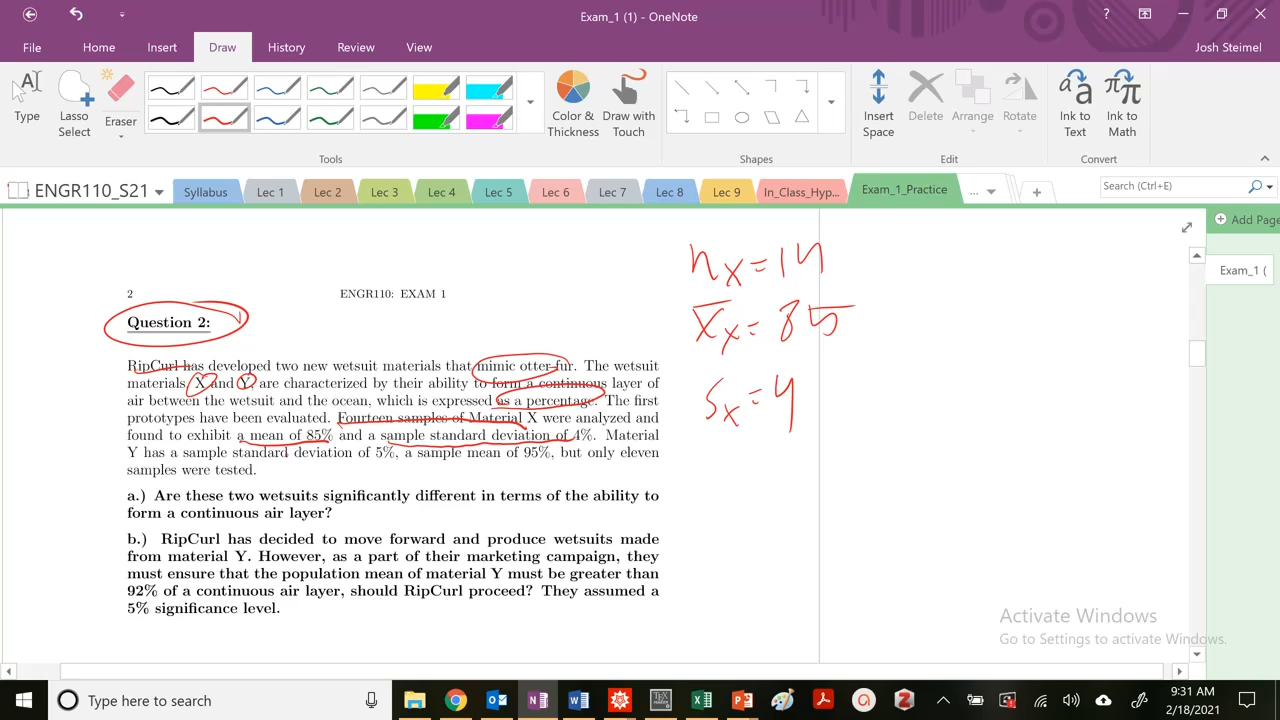 Exam_1 (1) - OneNote
File
Home
Insert
Draw
History
Review
View
Josh Steimel
Type
Lasso Select
Eraser
Color & Thickness
Draw with Touch
Insert Space
Delete
Arrange
Rotate
Ink to Text
Ink to Math
Tools
Shapes
Edit
Convert
ENGR110_S21
Syllabus
Lec 1
Lec 2
Lec 3
Lec 4
Lec 5
Lec 6
Lec 7
Lec 8
Lec 9
In_Class_Hyp...
Exam_1_Practice
...
Search (Ctrl+E)
Add Page
Exam_1 (
2 ENGR110: EXAM 1
Question 2:
RipCurl has developed two new wetsuit materials that mimic otter fur. The wetsuit
materials X and Y, are characterized by their ability to form a continuous layer of
air between the wetsuit and the ocean, which is expressed as a percentage. The first
prototypes have been evaluated. Fourteen samples of Material X were analyzed and
found to exhibit a mean of 85% and a sample standard deviation of 4%. Material
Y has a sample standard deviation of 5%, a sample mean of 95%, but only eleven
samples were tested.
a.) Are these two wetsuits significantly different in terms of the ability to
form a continuous air layer?
b.) RipCurl has decided to move forward and produce wetsuits made
from material Y. However, as a part of their marketing campaign, they
must ensure that the population mean of material Y must be greater than
92% of a continuous air layer, should RipCurl proceed? They assumed a
5% significance level.
n_X = 14
x̄_X = 85
s_X = 4
Activate Windows
Go to Settings to activate Windows.
Type here to search
9:31 AM
2/18/2021